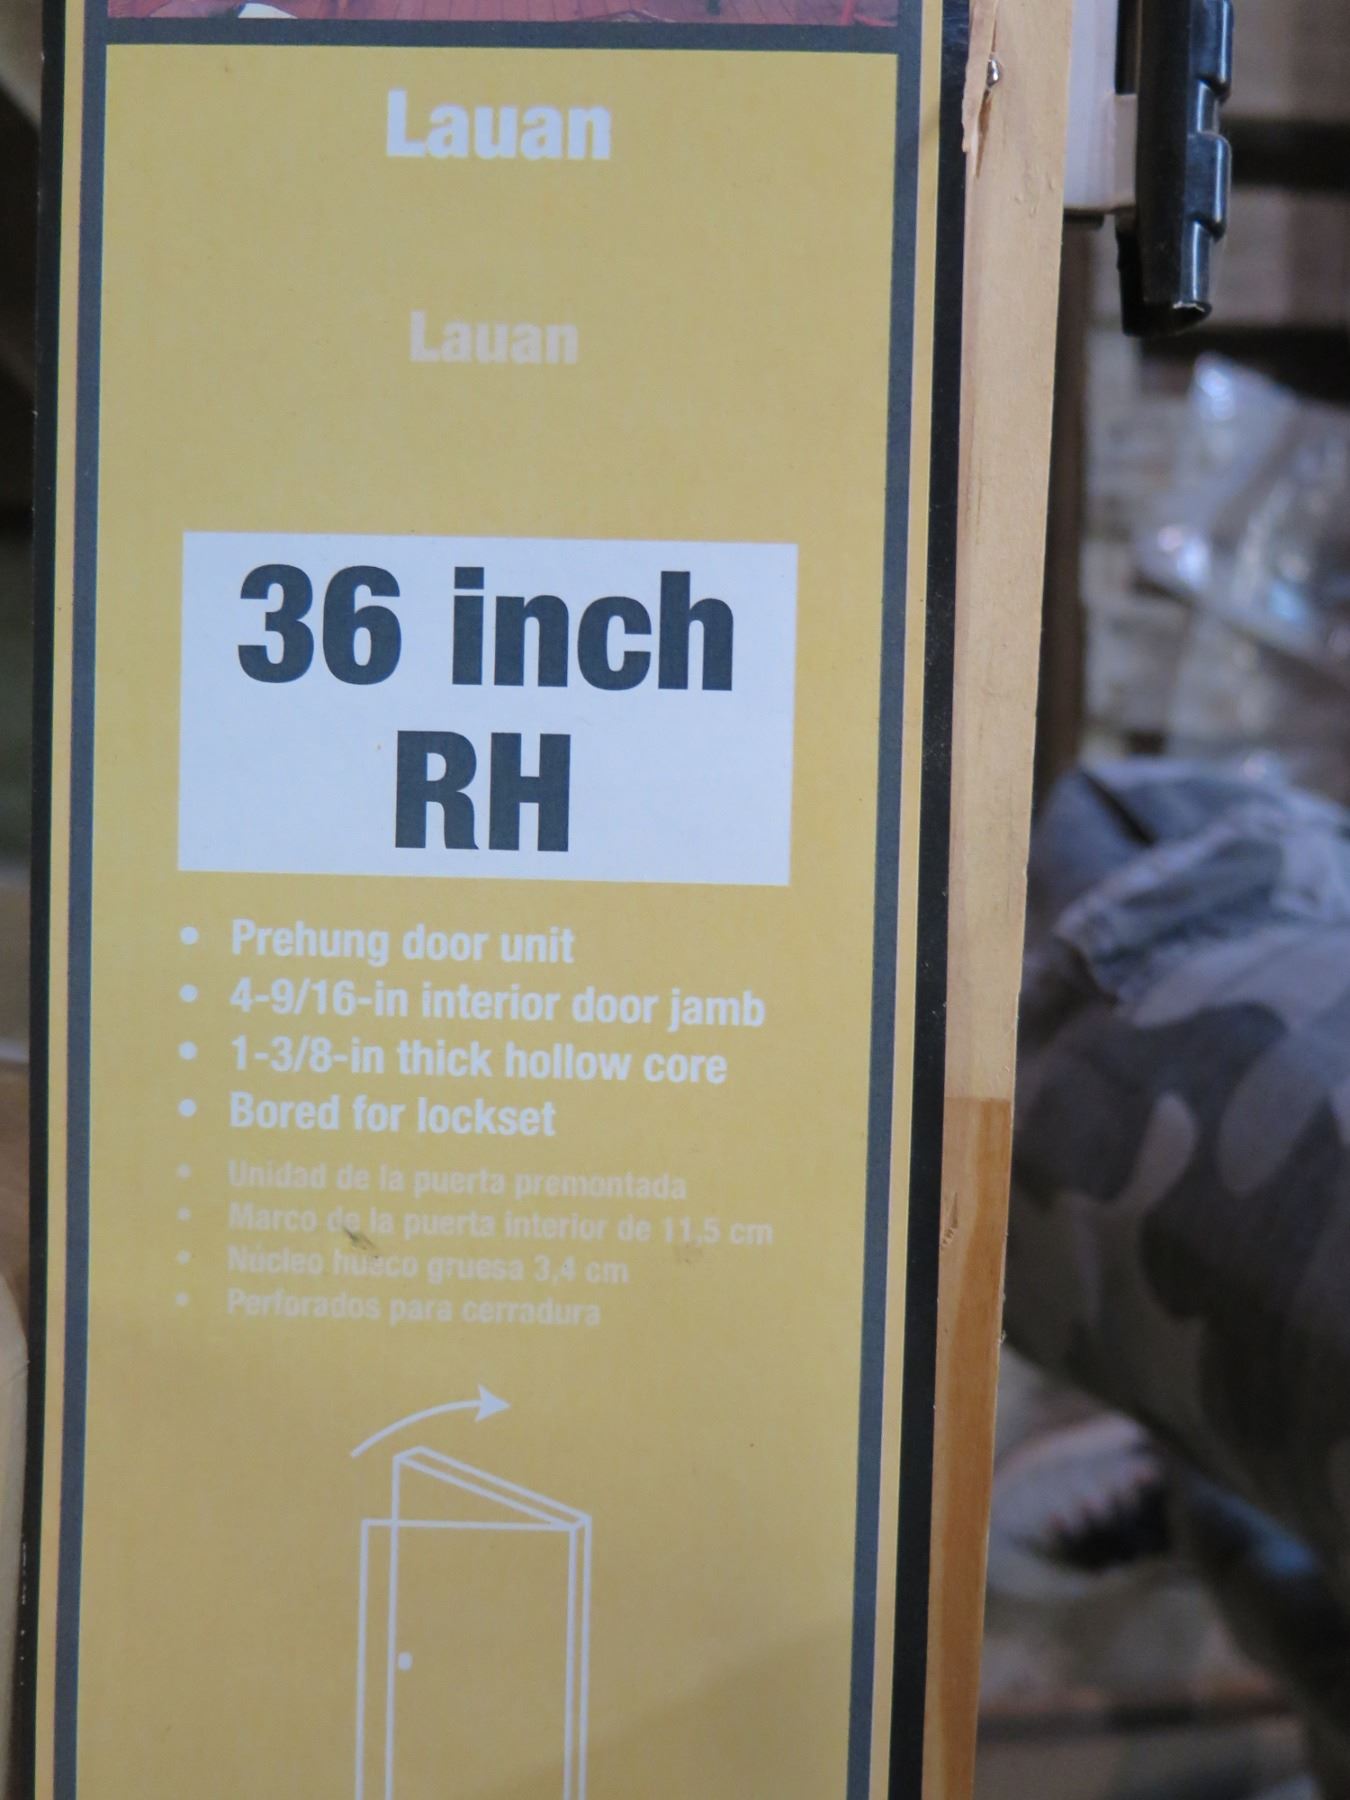 Lauan
Lauan
36 inch
RH
• Prehung door unit
• 4-9/16-in interior door jamb
• 1-3/8-in thick hollow core
• Bored for lockset
• Unidad de la puerta premontada
• Marco de la puerta interior de 11,5 cm
• Núcleo hueco gruesa 3,4 cm
• Perforados para cerradura